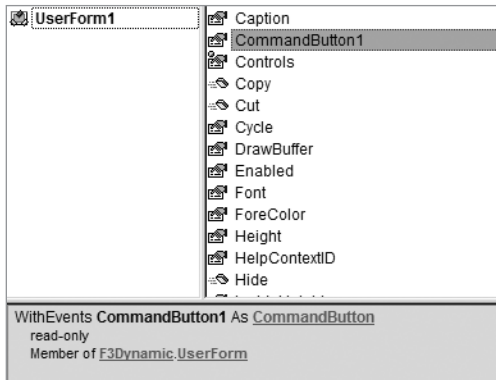 UserForm1
Caption
CommandButton1
Controls
Copy
Cut
Cycle
DrawBuffer
Enabled
Font
ForeColor
Height
HelpContextID
Hide
WithEvents CommandButton1 As CommandButton
read-only
Member of F3Dynamic.UserForm